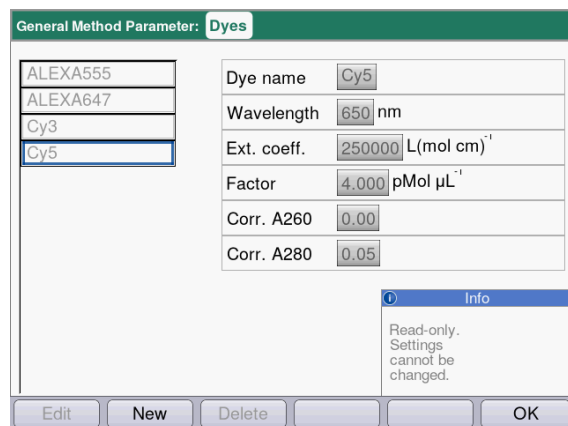 General Method Parameter: Dyes
ALEXA555
ALEXA647
Cy3
Cy5
Dye name Cy5
Wavelength 650 nm
Ext. coeff. 250000 L(mol cm)⁻¹
Factor 4.000 pMol µL⁻¹
Corr. A260 0.00
Corr. A280 0.05
i Info
Read-only.
Settings
cannot be
changed.
Edit New Delete OK